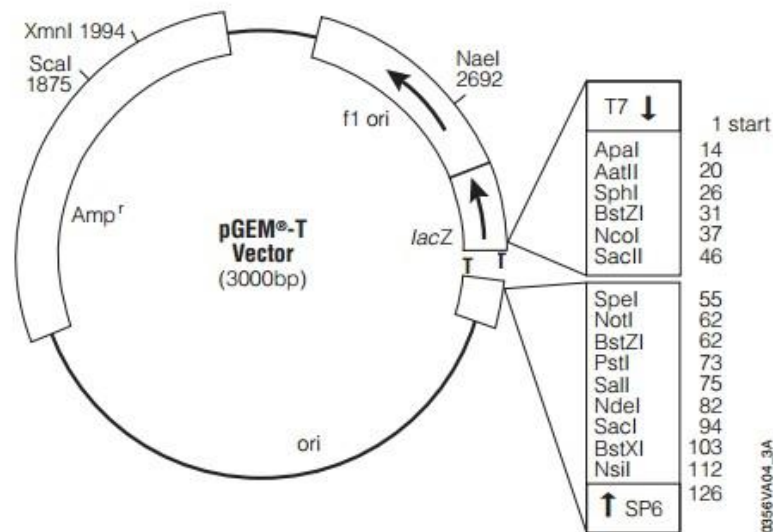 XmnI 1994
ScaI
1875
NaeI
2692
f1 ori
Amp r
pGEM®-T
Vector
(3000bp)
lacZ
T T
ori
T7 ↓
1 start
ApaI 14
AatII 20
SphI 26
BstZI 31
NcoI 37
SacII 46
SpeI 55
NotI 62
BstZI 62
PstI 73
SalI 75
NdeI 82
SacI 94
BstXI 103
NsiI 112
↑ SP6 126
0356VA04_3A